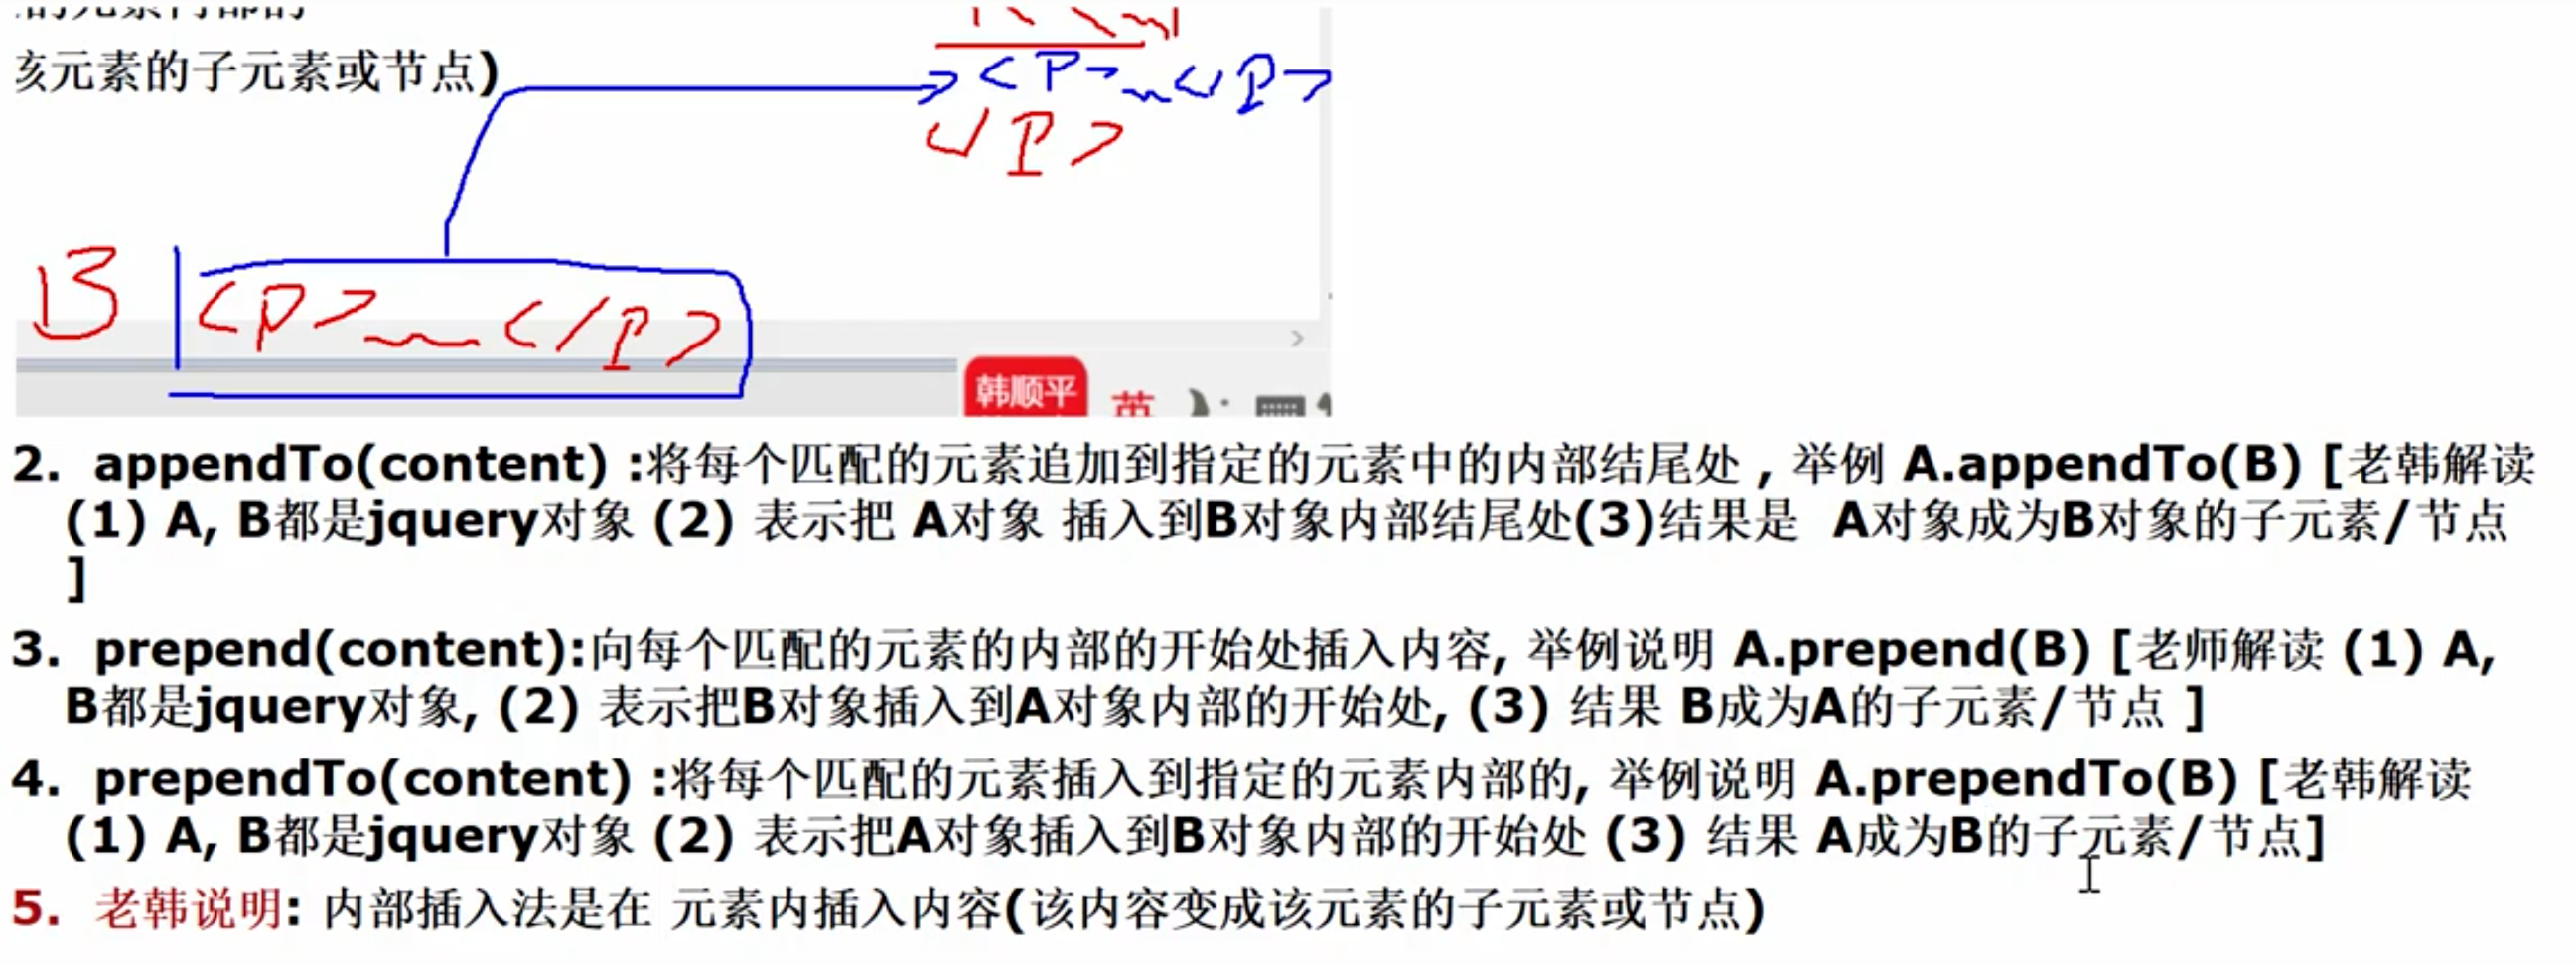 的元素内部的
该元素的子元素或节点)
<P> </P>
</P>
B <P> </P>
韩顺平 英
2. appendTo(content) :将每个匹配的元素追加到指定的元素中的内部结尾处 , 举例 A.appendTo(B) [老韩解读
(1) A, B都是jquery对象 (2) 表示把 A对象 插入到B对象内部结尾处(3)结果是 A对象成为B对象的子元素/节点
]
3. prepend(content):向每个匹配的元素的内部的开始处插入内容, 举例说明 A.prepend(B) [老师解读 (1) A,
B都是jquery对象, (2) 表示把B对象插入到A对象内部的开始处, (3) 结果 B成为A的子元素/节点 ]
4. prependTo(content) :将每个匹配的元素插入到指定的元素内部的, 举例说明 A.prependTo(B) [老韩解读
(1) A, B都是jquery对象 (2) 表示把A对象插入到B对象内部的开始处 (3) 结果 A成为B的子元素/节点]
5. 老韩说明: 内部插入法是在 元素内插入内容(该内容变成该元素的子元素或节点)